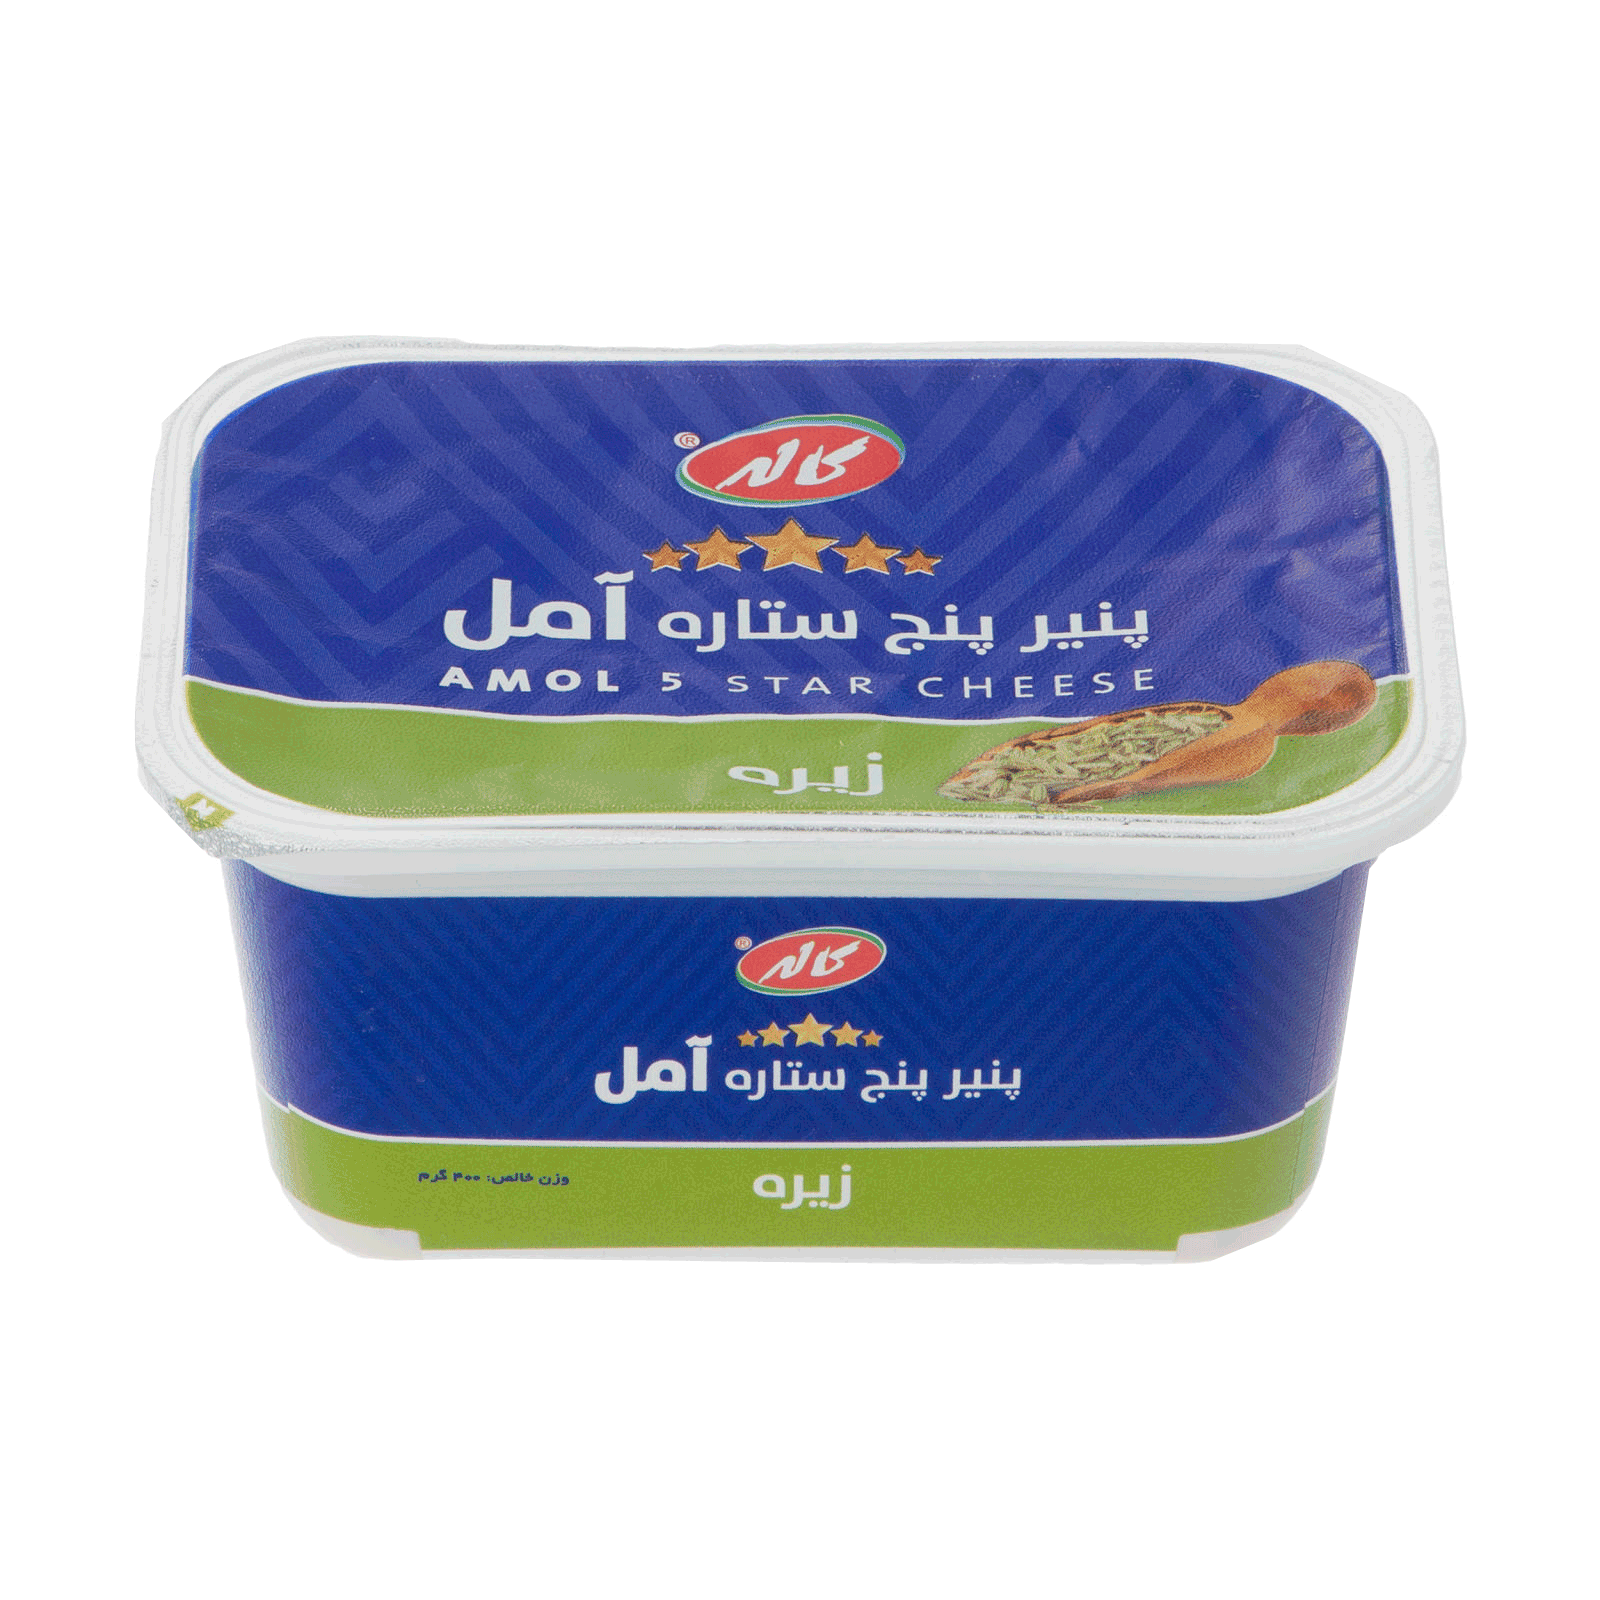 کاله ®
پنیر پنج ستاره آمل
AMOL 5 STAR CHEESE
زیره
کاله ®
پنیر پنج ستاره آمل
زیره
وزن خالص: ۴۰۰ گرم